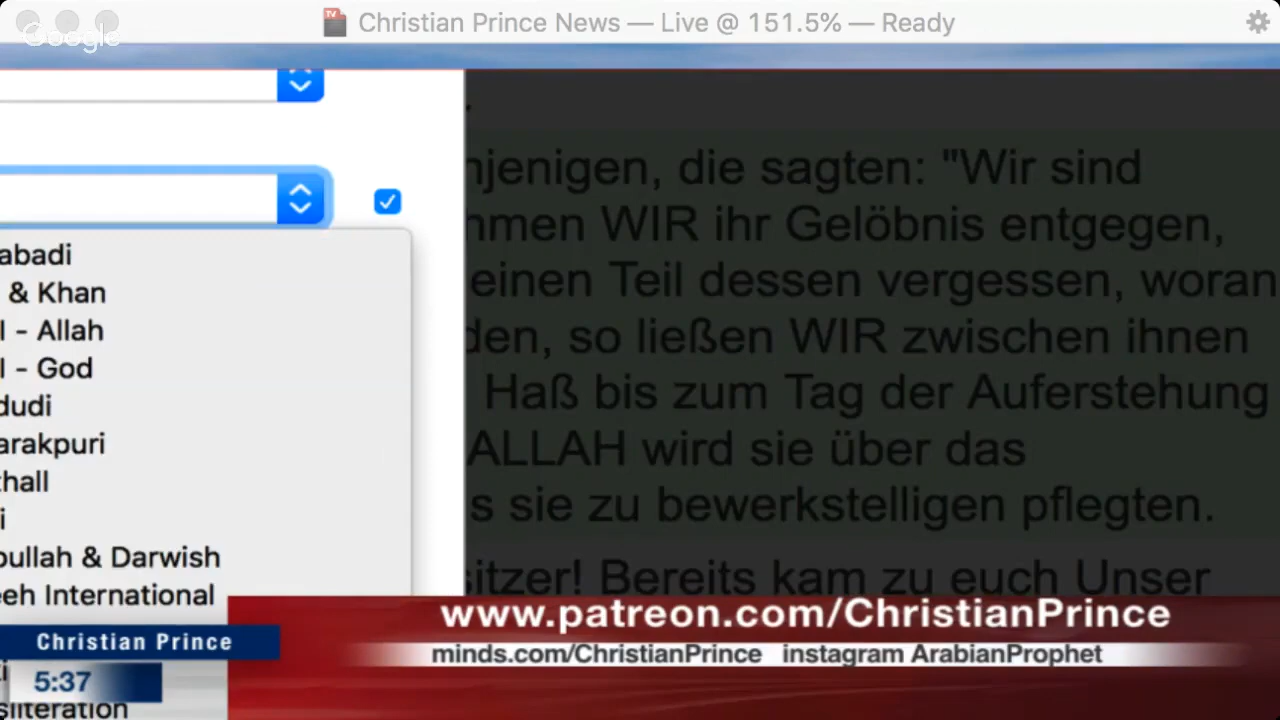 Christian Prince News — Live @ 151.5% — Ready
Google
njenigen, die sagten: "Wir sind
hmen WIR ihr Gelöbnis entgegen,
einen Teil dessen vergessen, woran
den, so ließen WIR zwischen ihnen
Haß bis zum Tag der Auferstehung
ALLAH wird sie über das
s sie zu bewerkstelligen pflegten.
sitzer! Bereits kam zu euch Unser
abadi
& Khan
l - Allah
l - God
dudi
arakpuri
thall
i
bullah & Darwish
eeh International
sliteration
www.patreon.com/ChristianPrince
minds.com/ChristianPrince instagram ArabianProphet
Christian Prince
5:37